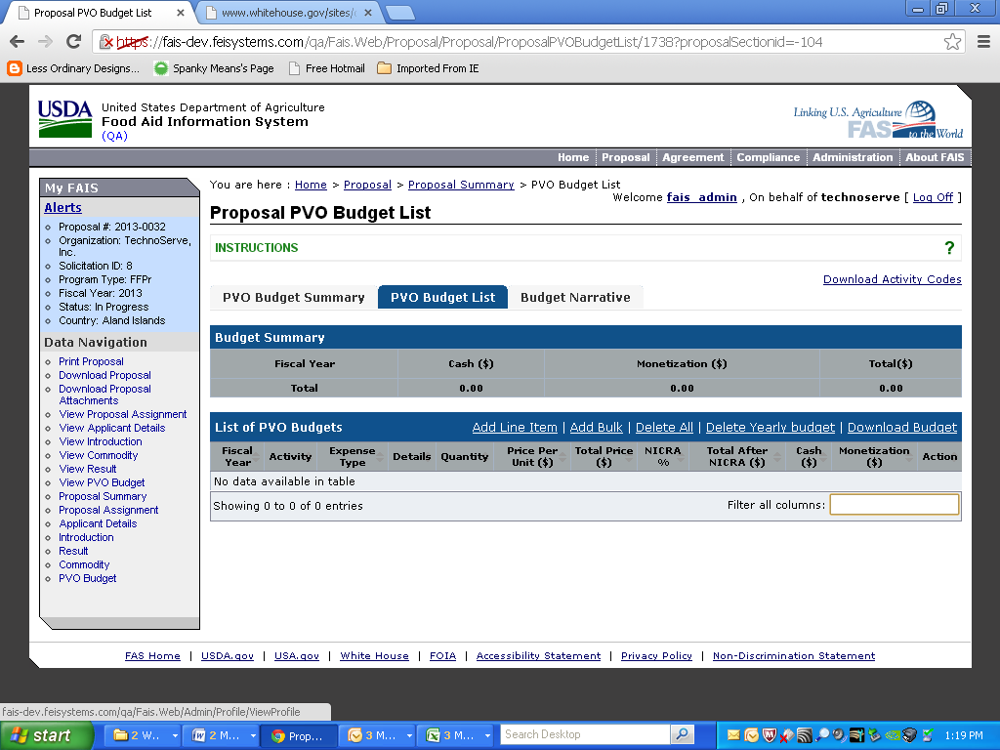 Proposal PVO Budget List
www.whitehouse.gov/sites/
https://fais-dev.feisystems.com/qa/Fais.Web/Proposal/Proposal/ProposalPVOBudgetList/1738?proposalSectionid=-104
Less Ordinary Designs... Spanky Means's Page Free Hotmail Imported From IE
USDA United States Department of Agriculture
Food Aid Information System
(QA)
Linking U.S. Agriculture
FAS to the World
Home Proposal Agreement Compliance Administration About FAIS
My FAIS
Alerts
Proposal #: 2013-0032
Organization: TechnoServe,
Inc.
Solicitation ID: 8
Program Type: FFPr
Fiscal Year: 2013
Status: In Progress
Country: Aland Islands
Data Navigation
Print Proposal
Download Proposal
Download Proposal
Attachments
View Proposal Assignment
View Applicant Details
View Introduction
View Commodity
View Result
View PVO Budget
Proposal Summary
Proposal Assignment
Applicant Details
Introduction
Result
Commodity
PVO Budget
You are here : Home > Proposal > Proposal Summary > PVO Budget List
Welcome fais_admin , On behalf of technoserve [ Log Off ]
Proposal PVO Budget List
INSTRUCTIONS ?
Download Activity Codes
PVO Budget Summary PVO Budget List Budget Narrative
Budget Summary
Fiscal Year Cash ($) Monetization ($) Total($)
Total 0.00 0.00 0.00
List of PVO Budgets Add Line Item | Add Bulk | Delete All | Delete Yearly budget | Download Budget
Fiscal Year Activity Expense Type Details Quantity Price Per Unit ($) Total Price ($) NICRA % Total After NICRA ($) Cash ($) Monetization ($) Action
No data available in table
Showing 0 to 0 of 0 entries Filter all columns:
FAS Home | USDA.gov | USA.gov | White House | FOIA | Accessibility Statement | Privacy Policy | Non-Discrimination Statement
fais-dev.feisystems.com/qa/Fais.Web/Admin/Profile/ViewProfile
start 2 W... 2 M... Prop... 3 M... 3 M... Search Desktop 1:19 PM